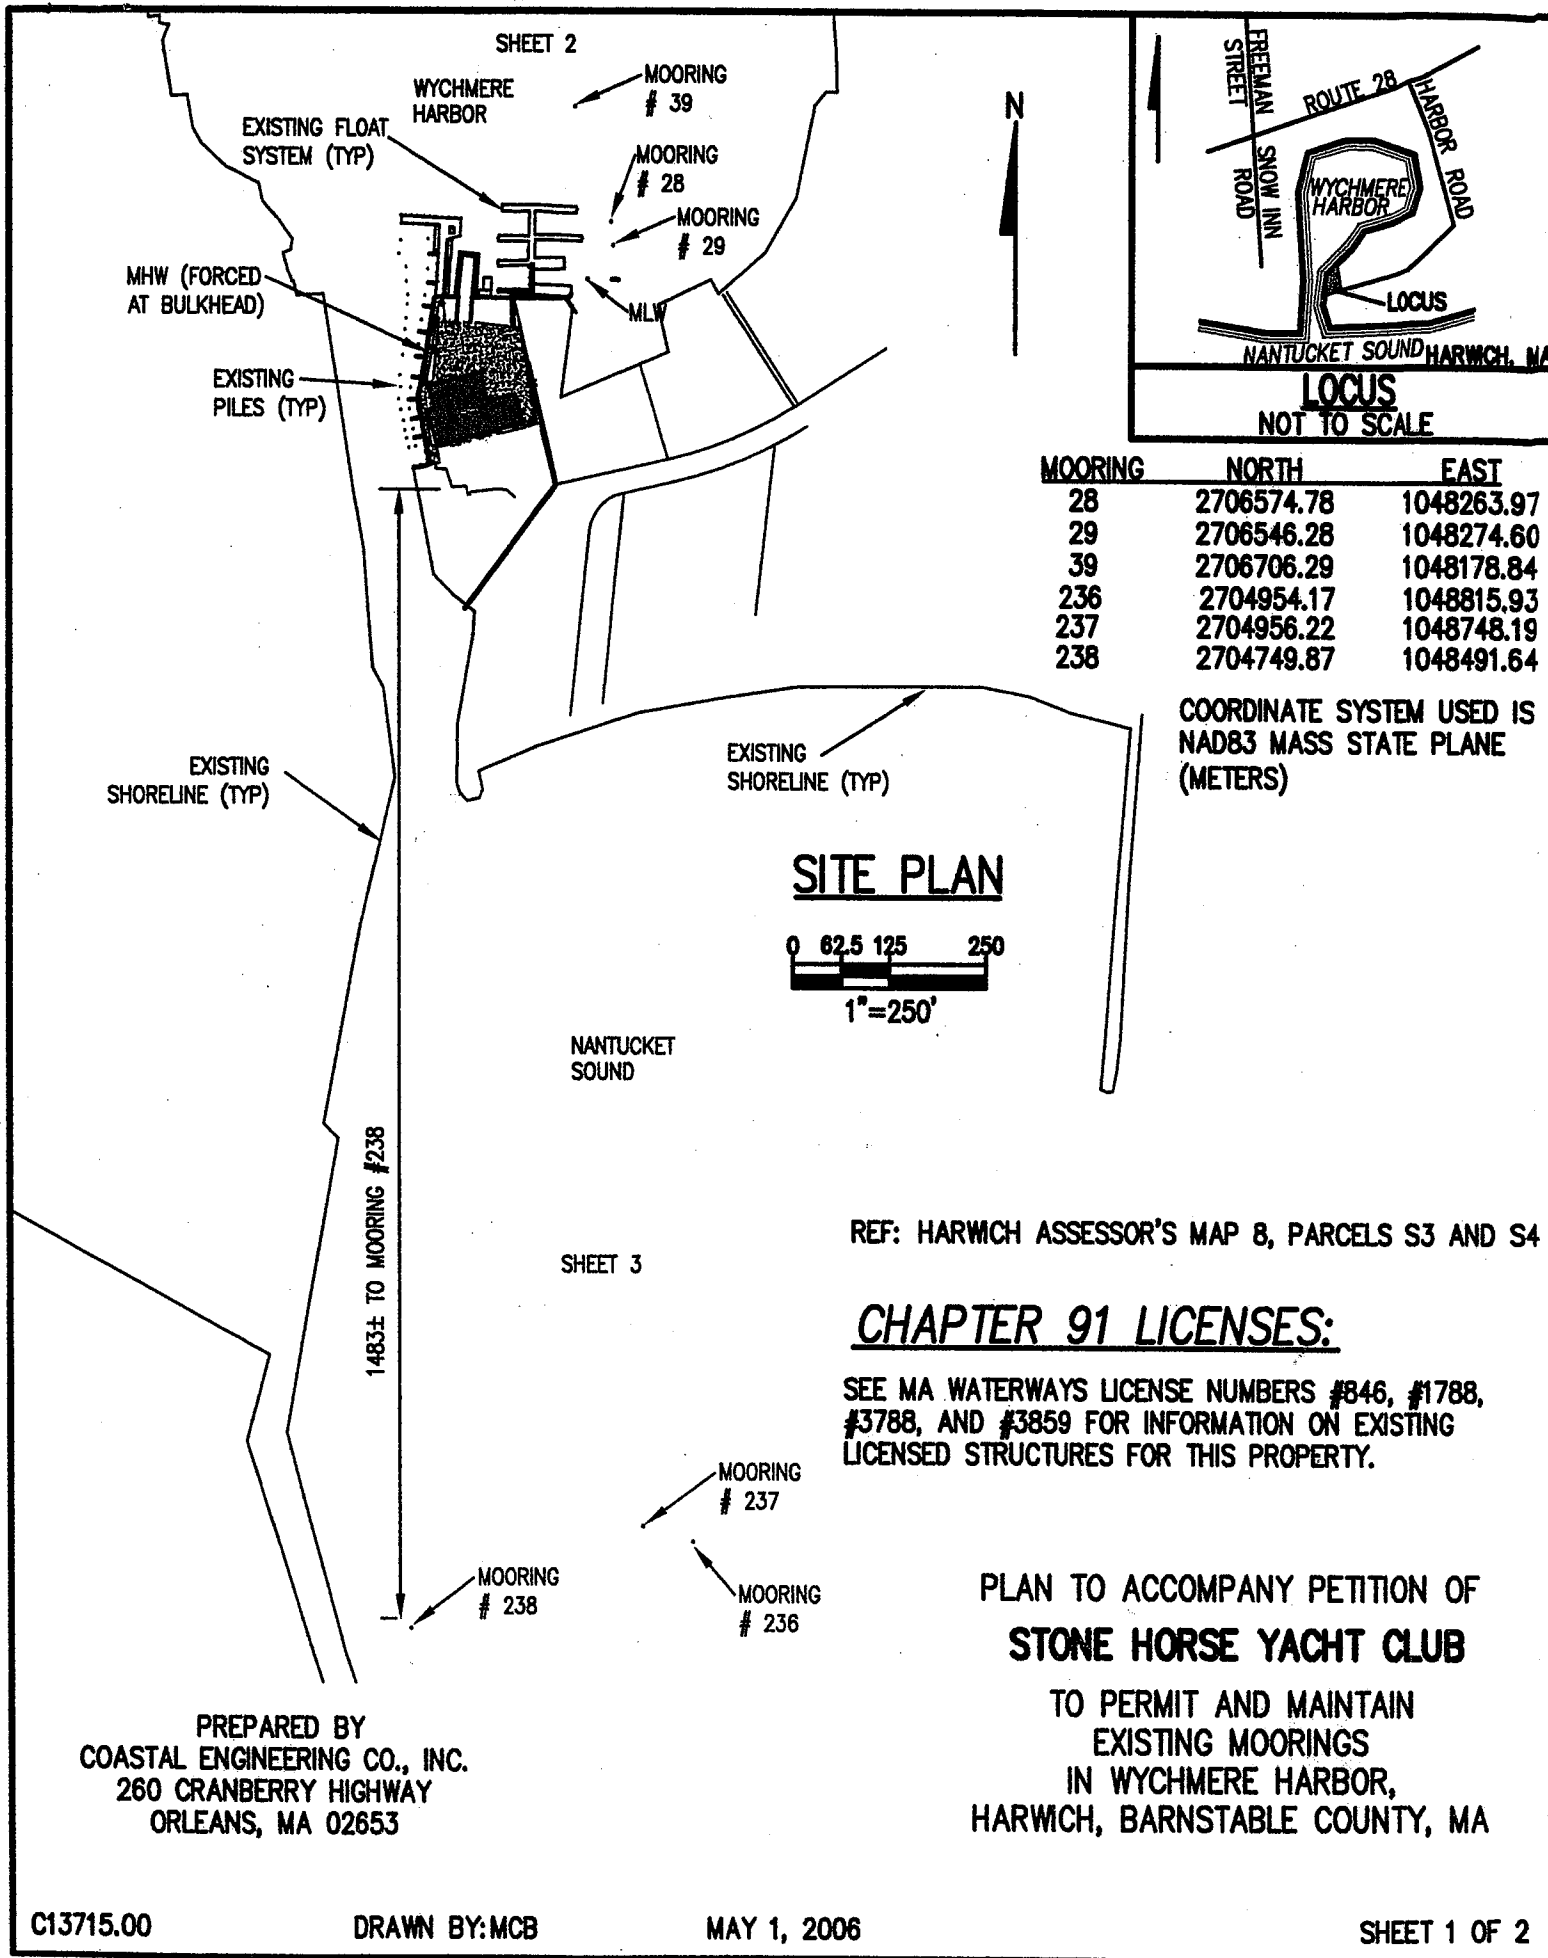 SHEET 2
WYCHMERE
HARBOR
MOORING
# 39
EXISTING FLOAT
SYSTEM (TYP)
MOORING
# 28
MOORING
# 29
MHW (FORCED
AT BULKHEAD)
MLW
EXISTING
PILES (TYP)
N
FREEMAN
STREET
ROUTE 28
HARBOR ROAD
SNOW INN
ROAD
WYCHMERE
HARBOR
LOCUS
NANTUCKET SOUND
HARWICH, MA
LOCUS
NOT TO SCALE
MOORING NORTH EAST
28 2706574.78 1048263.97
29 2706546.28 1048274.60
39 2706706.29 1048178.84
236 2704954.17 1048815.93
237 2704956.22 1048748.19
238 2704749.87 1048491.64
COORDINATE SYSTEM USED IS
NAD83 MASS STATE PLANE
(METERS)
EXISTING
SHORELINE (TYP)
EXISTING
SHORELINE (TYP)
SITE PLAN
0 62.5 125 250
1"=250'
NANTUCKET
SOUND
1483± TO MOORING #238
SHEET 3
REF: HARWICH ASSESSOR'S MAP 8, PARCELS S3 AND S4
CHAPTER 91 LICENSES:
SEE MA WATERWAYS LICENSE NUMBERS #846, #1788,
#3788, AND #3859 FOR INFORMATION ON EXISTING
LICENSED STRUCTURES FOR THIS PROPERTY.
MOORING
# 237
MOORING
# 238
MOORING
# 236
PLAN TO ACCOMPANY PETITION OF
STONE HORSE YACHT CLUB
TO PERMIT AND MAINTAIN
EXISTING MOORINGS
IN WYCHMERE HARBOR,
HARWICH, BARNSTABLE COUNTY, MA
PREPARED BY
COASTAL ENGINEERING CO., INC.
260 CRANBERRY HIGHWAY
ORLEANS, MA 02653
C13715.00 DRAWN BY:MCB MAY 1, 2006 SHEET 1 OF 2